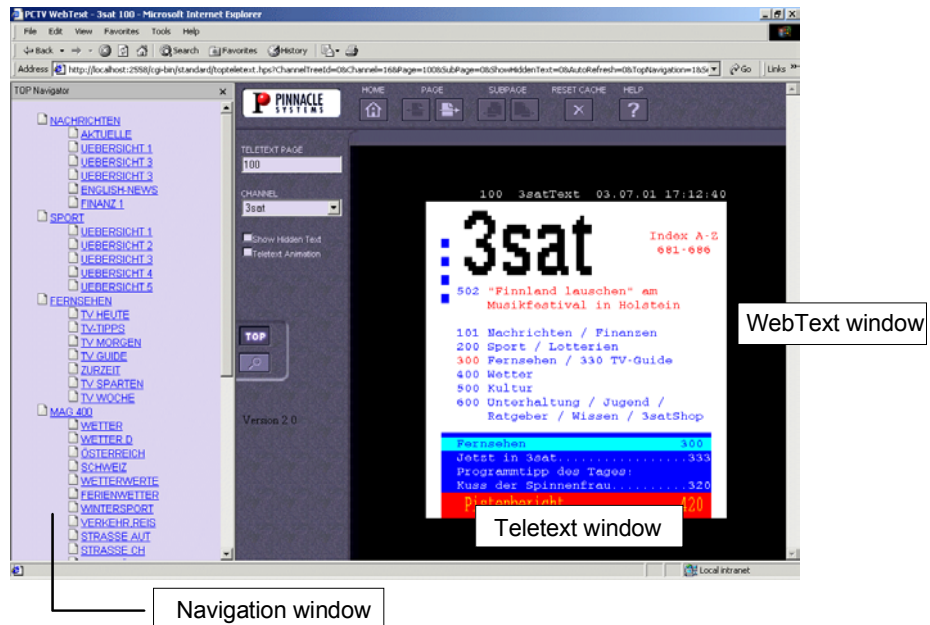 PCTV WebText - 3sat 100 - Microsoft Internet Explorer
File Edit View Favorites Tools Help
Back Search Favorites History
Address http://localhost:2558/cgi-bin/standard/topteletext.hps?ChannelTreeId=0&Channel=168&Page=100&SubPage=0&ShowHiddenText=0&AutoRefresh=0&TopNavigation=1&S Go Links »
TOP Navigator
NACHRICHTEN
AKTUELLE
UEBERSICHT 1
UEBERSICHT 3
UEBERSICHT 3
ENGLISH-NEWS
FINANZ 1
SPORT
UEBERSICHT 1
UEBERSICHT 2
UEBERSICHT 3
UEBERSICHT 4
UEBERSICHT 5
FERNSEHEN
TV HEUTE
TV-TIPPS
TV MORGEN
TV GUIDE
ZURZEIT
TV SPARTEN
TV WOCHE
MAG 400
WETTER
WETTER D
ÖSTERREICH
SCHWEIZ
WETTERWERTE
FERIENWETTER
WINTERSPORT
VERKEHR,REIS
STRASSE AUT
STRASSE CH
PINNACLE
SYSTEMS
HOME PAGE SUBPAGE RESET CACHE HELP
TELETEXT PAGE
100
CHANNEL
3sat
Show Hidden Text
Teletext Animation
TOP
Version 2.0
100 3satText 03.07.01 17:12:40
3sat
Index A-Z
681-686
502 "Finnland lauschen" am
Musikfestival in Holstein
101 Nachrichten / Finanzen
200 Sport / Lotterien
300 Fernsehen / 330 TV-Guide
400 Wetter
500 Kultur
600 Unterhaltung / Jugend /
Ratgeber / Wissen / 3satShop
Fernsehen 300
Jetzt in 3sat.................333
Programmtipp des Tages:
Kuss der Spinnenfrau..........320
Pistenbericht 420
Local intranet
WebText window
Teletext window
Navigation window